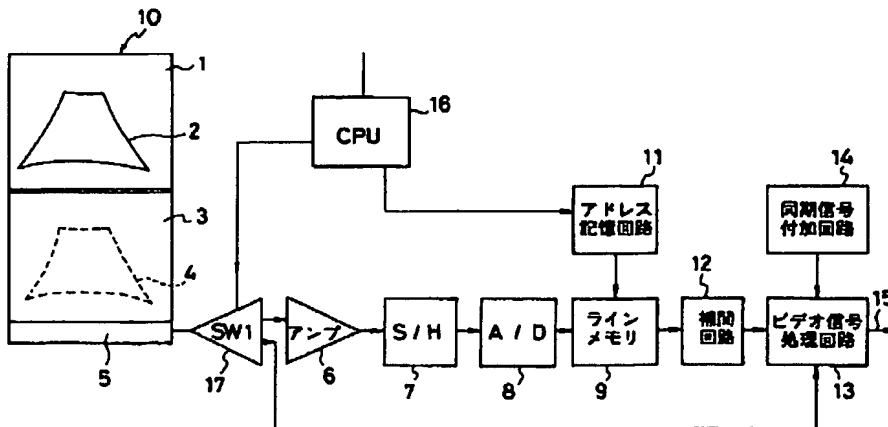 10
1
2
3
4
5
CPU
16
SW1
17
アンプ
6
S/H
7
A/D
8
アドレス
記憶回路
11
ライン
メモリ
9
補間
回路
12
同期信号
付加回路
14
ビデオ信号
処理回路
13
15